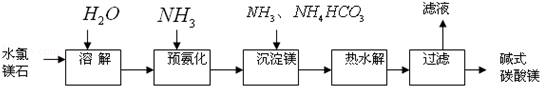 H₂O NH₃ NH₃、NH₄HCO₃ 滤液
水氯镁石 溶解 预氨化 沉淀镁 热水解 过滤 碱式碳酸镁